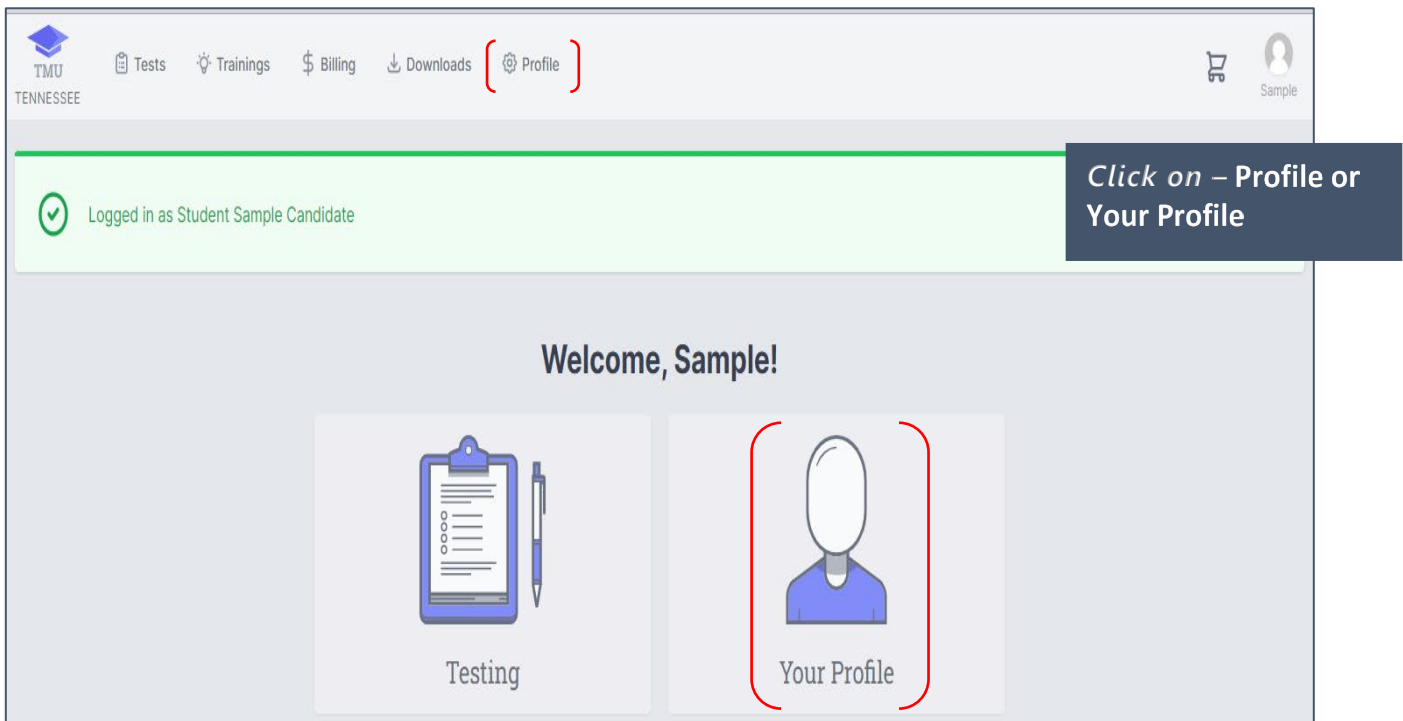 TMU
TENNESSEE
Tests
Trainings
Billing
Downloads
Profile
Sample
Click on – Profile or
Your Profile
Logged in as Student Sample Candidate
Welcome, Sample!
Testing
Your Profile